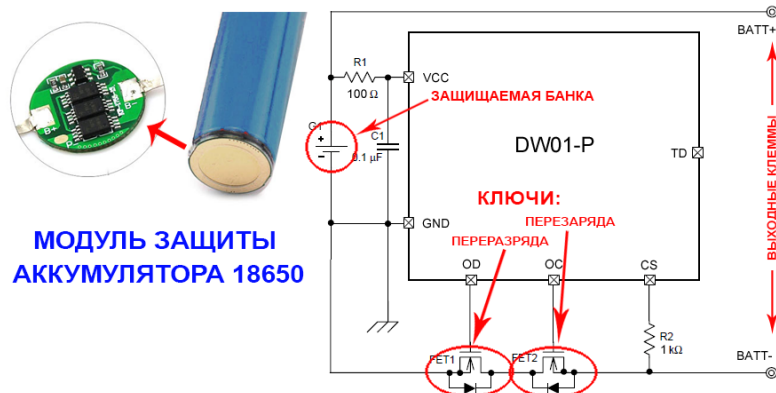 B+
B-
P-
МОДУЛЬ ЗАЩИТЫ
АККУМУЛЯТОРА 18650
BATT+
R1
100 Ω
VCC
ЗАЩИЩАЕМАЯ БАНКА
G1
+
−
C1
0.1 µF
DW01-P
TD
GND
КЛЮЧИ:
ПЕРЕЗАРЯДА
ПЕРЕРАЗРЯДА
OD
OC
CS
R2
1 kΩ
FET1
FET2
BATT-
ВЫХОДНЫЕ КЛЕММЫ